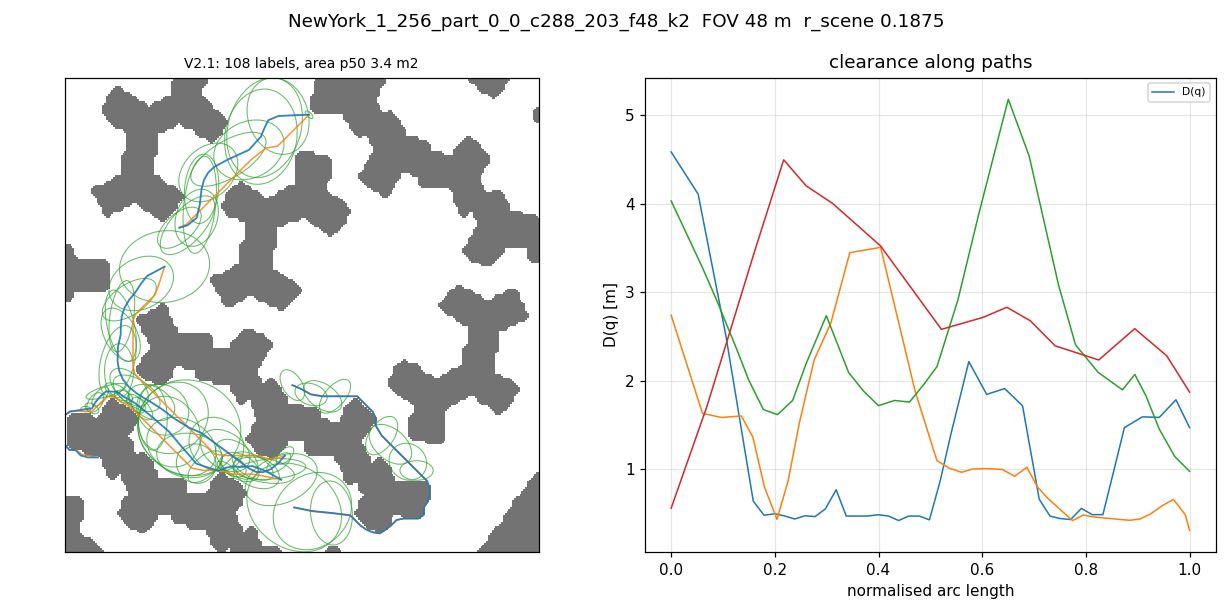 NewYork_1_256_part_0_0_c288_203_f48_k2  FOV 48 m  r_scene 0.1875
V2.1: 108 labels, area p50 3.4 m2
clearance along paths
D(q)
D(q) [m]
5
4
3
2
1
0.0 0.2 0.4 0.6 0.8 1.0
normalised arc length